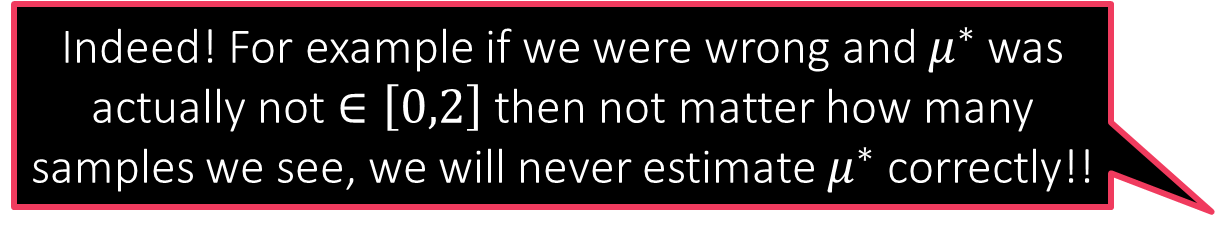 Indeed! For example if we were wrong and 𝜇* was
actually not ∈ [0,2] then not matter how many
samples we see, we will never estimate 𝜇* correctly!!